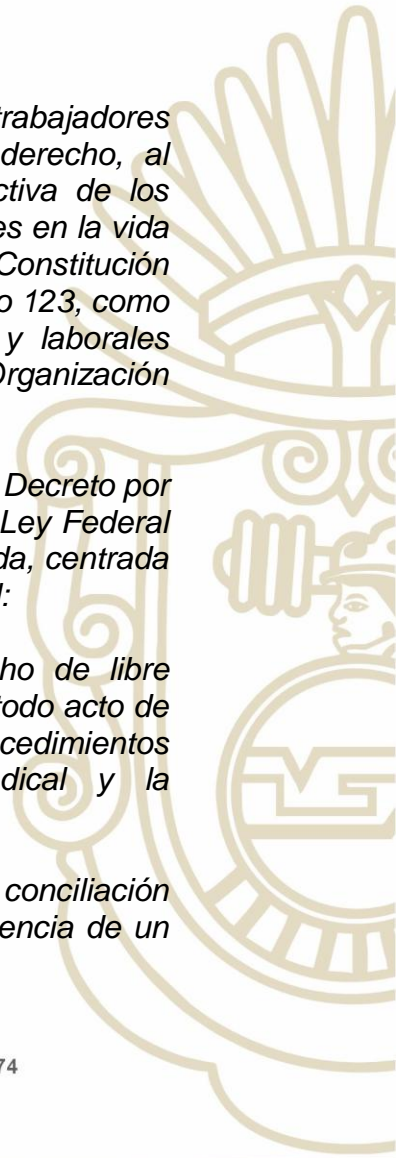 trabajadores
derecho, al
ctiva de los
es en la vida
Constitución
o 123, como
y laborales
Organización
Decreto por
Ley Federal
da, centrada
l:
ho de libre
todo acto de
ocedimientos
dical y la
conciliación
encia de un
74